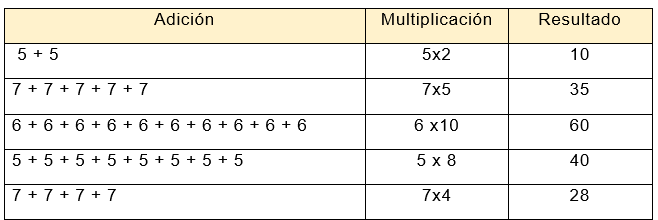 Adición Multiplicación Resultado
5 + 5 5x2 10
7 + 7 + 7 + 7 + 7 7x5 35
6 + 6 + 6 + 6 + 6 + 6 + 6 + 6 + 6 + 6 6 x10 60
5 + 5 + 5 + 5 + 5 + 5 + 5 + 5 5 x 8 40
7 + 7 + 7 + 7 7x4 28